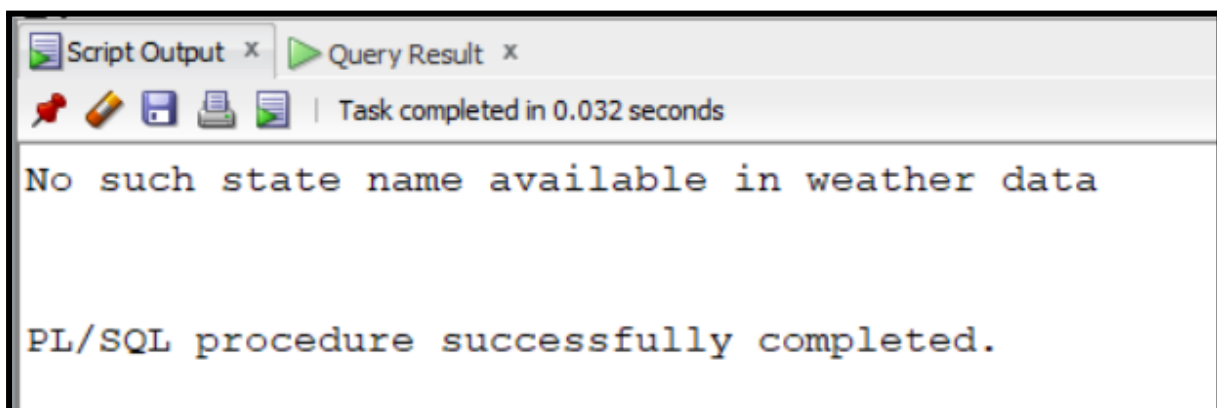 Script Output x Query Result x
Task completed in 0.032 seconds
No such state name available in weather data
PL/SQL procedure successfully completed.